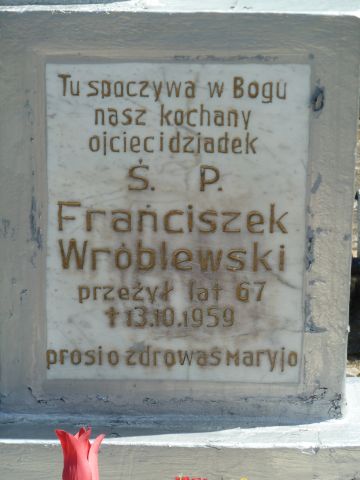 Tu spoczywa w Bogu
nasz kochany
ojciec i dziadek
Ś. P.
Franciszek
Wróblewski
przeżył lat 67
†13.10.1959
prosi o zdrowaś Maryjo